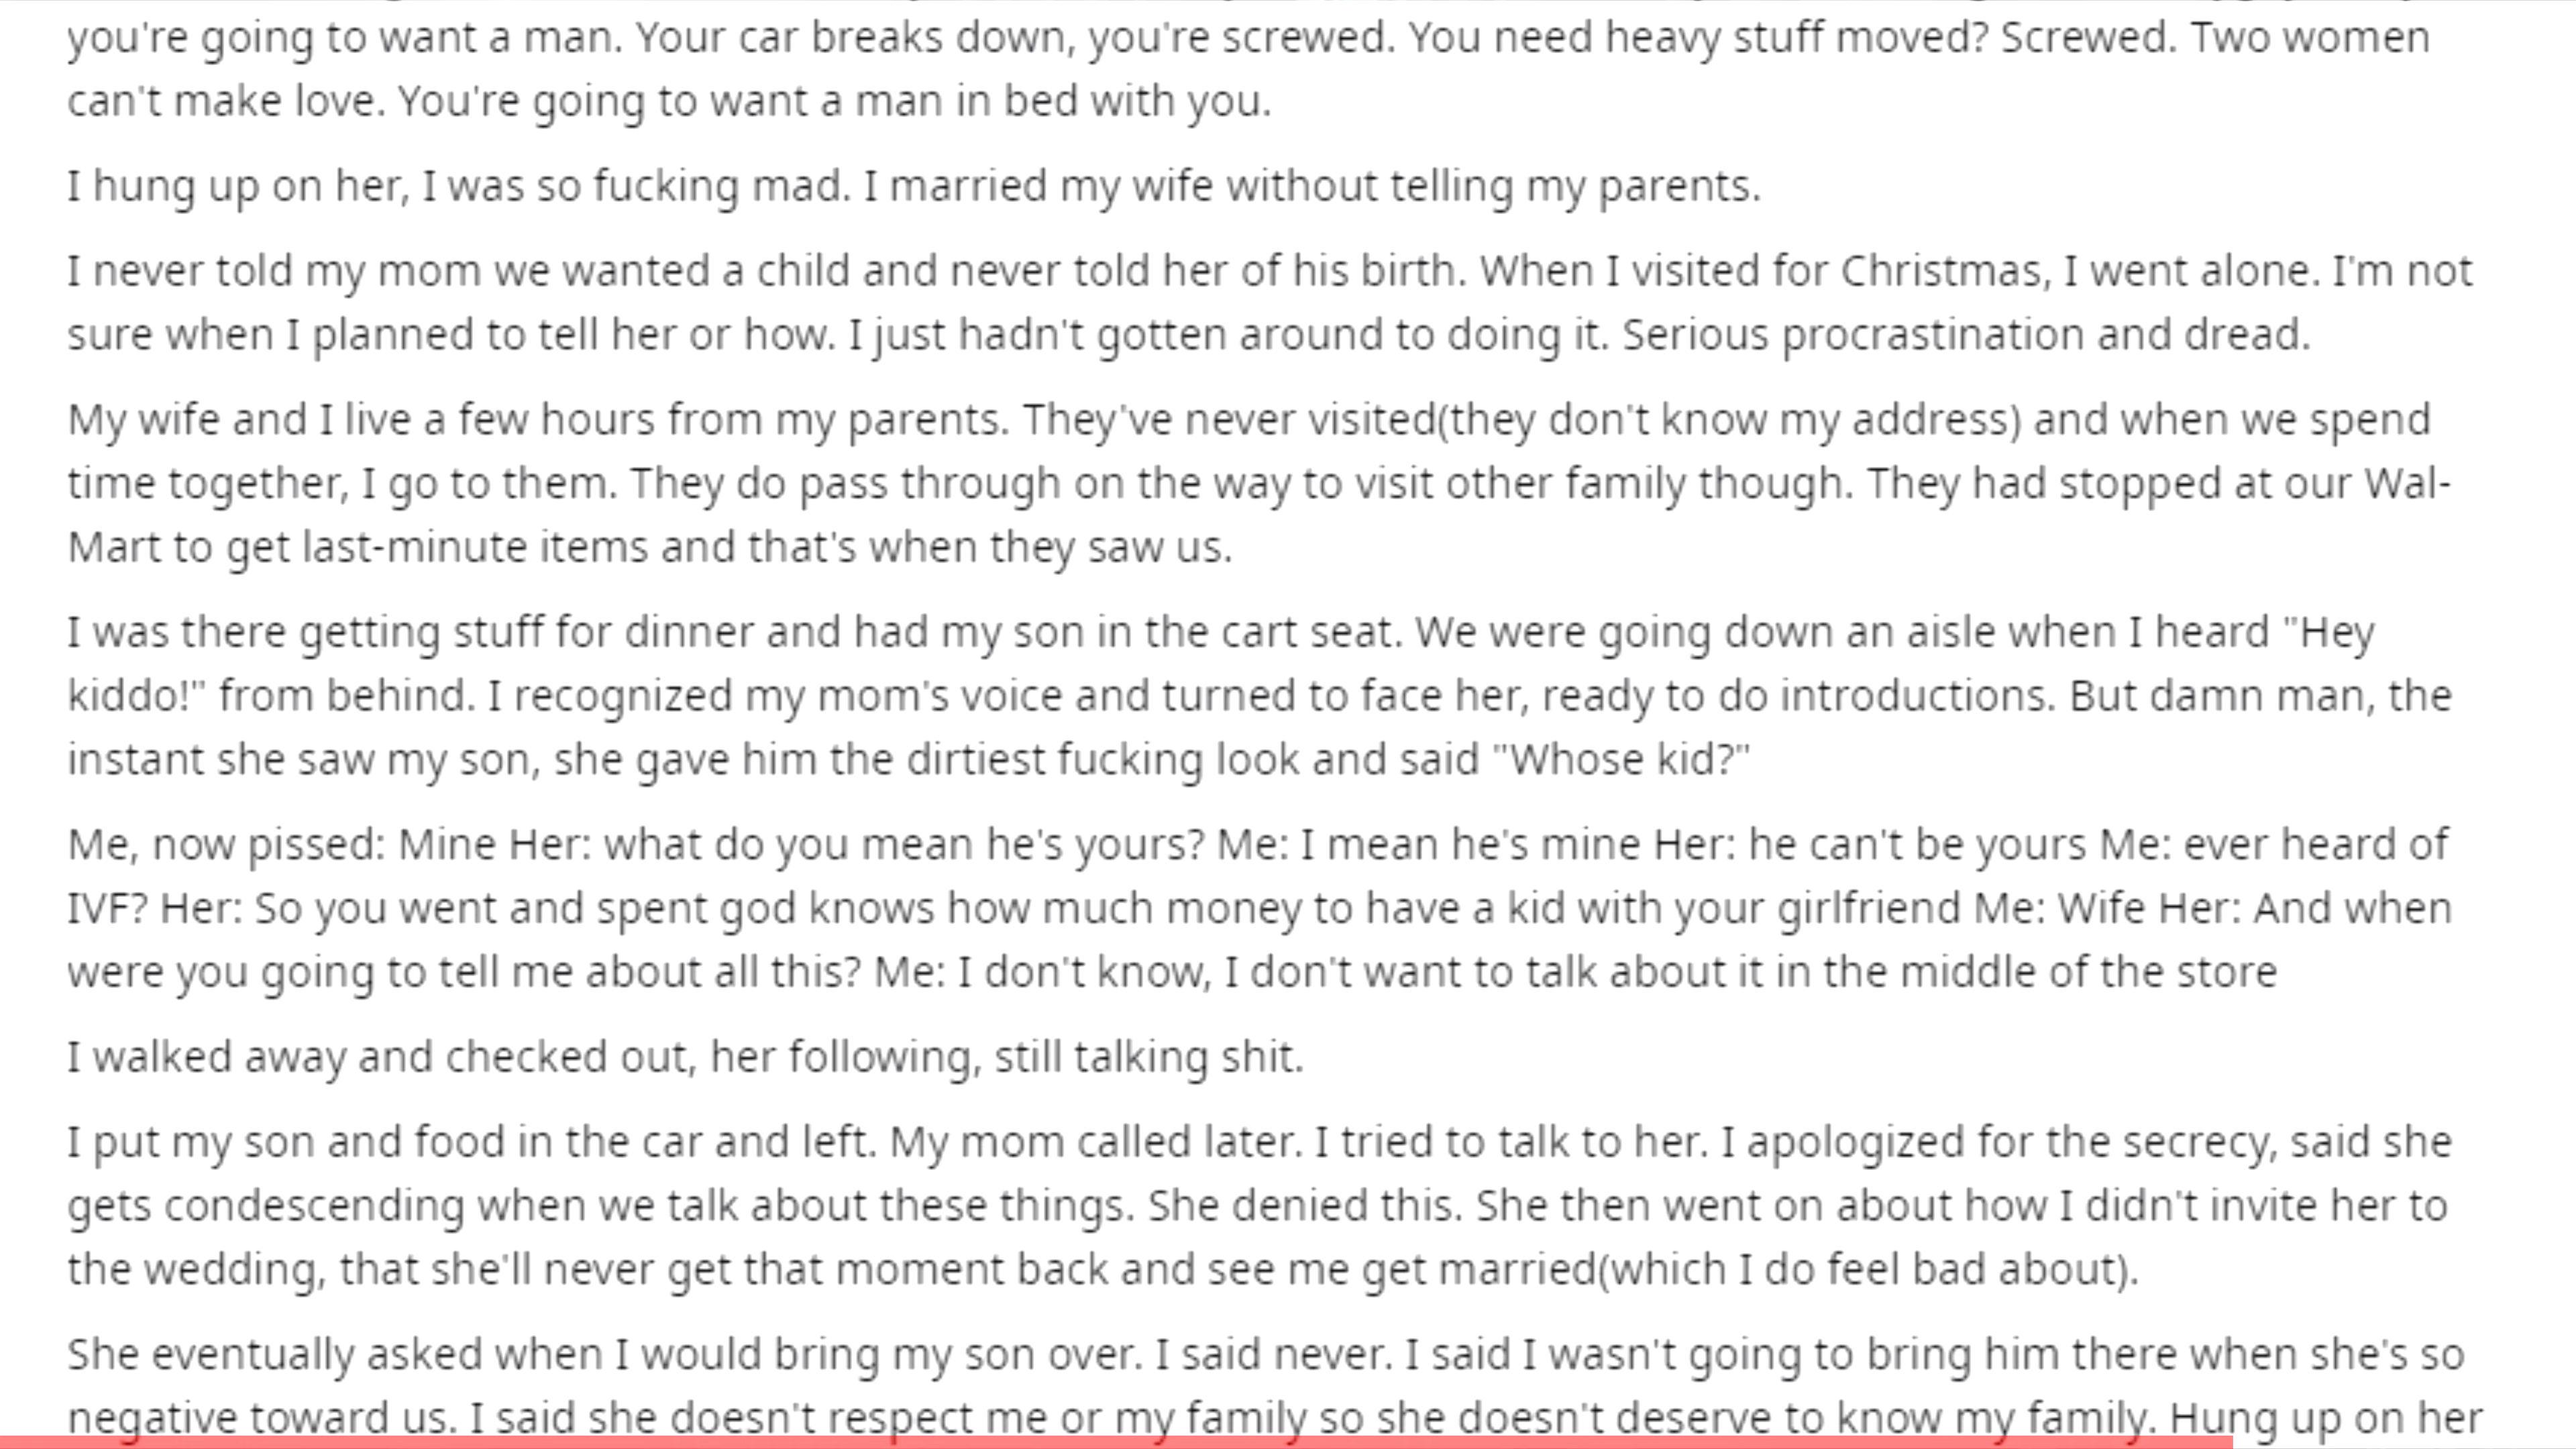 you're going to want a man. Your car breaks down, you're screwed. You need heavy stuff moved? Screwed. Two women
can't make love. You're going to want a man in bed with you.
I hung up on her, I was so fucking mad. I married my wife without telling my parents.
I never told my mom we wanted a child and never told her of his birth. When I visited for Christmas, I went alone. I'm not
sure when I planned to tell her or how. I just hadn't gotten around to doing it. Serious procrastination and dread.
My wife and I live a few hours from my parents. They've never visited(they don't know my address) and when we spend
time together, I go to them. They do pass through on the way to visit other family though. They had stopped at our Wal-
Mart to get last-minute items and that's when they saw us.
I was there getting stuff for dinner and had my son in the cart seat. We were going down an aisle when I heard "Hey
kiddo!" from behind. I recognized my mom's voice and turned to face her, ready to do introductions. But damn man, the
instant she saw my son, she gave him the dirtiest fucking look and said "Whose kid?"
Me, now pissed: Mine Her: what do you mean he's yours? Me: I mean he's mine Her: he can't be yours Me: ever heard of
IVF? Her: So you went and spent god knows how much money to have a kid with your girlfriend Me: Wife Her: And when
were you going to tell me about all this? Me: I don't know, I don't want to talk about it in the middle of the store
I walked away and checked out, her following, still talking shit.
I put my son and food in the car and left. My mom called later. I tried to talk to her. I apologized for the secrecy, said she
gets condescending when we talk about these things. She denied this. She then went on about how I didn't invite her to
the wedding, that she'll never get that moment back and see me get married(which I do feel bad about).
She eventually asked when I would bring my son over. I said never. I said I wasn't going to bring him there when she's so
negative toward us. I said she doesn't respect me or my family so she doesn't deserve to know my family. Hung up on her